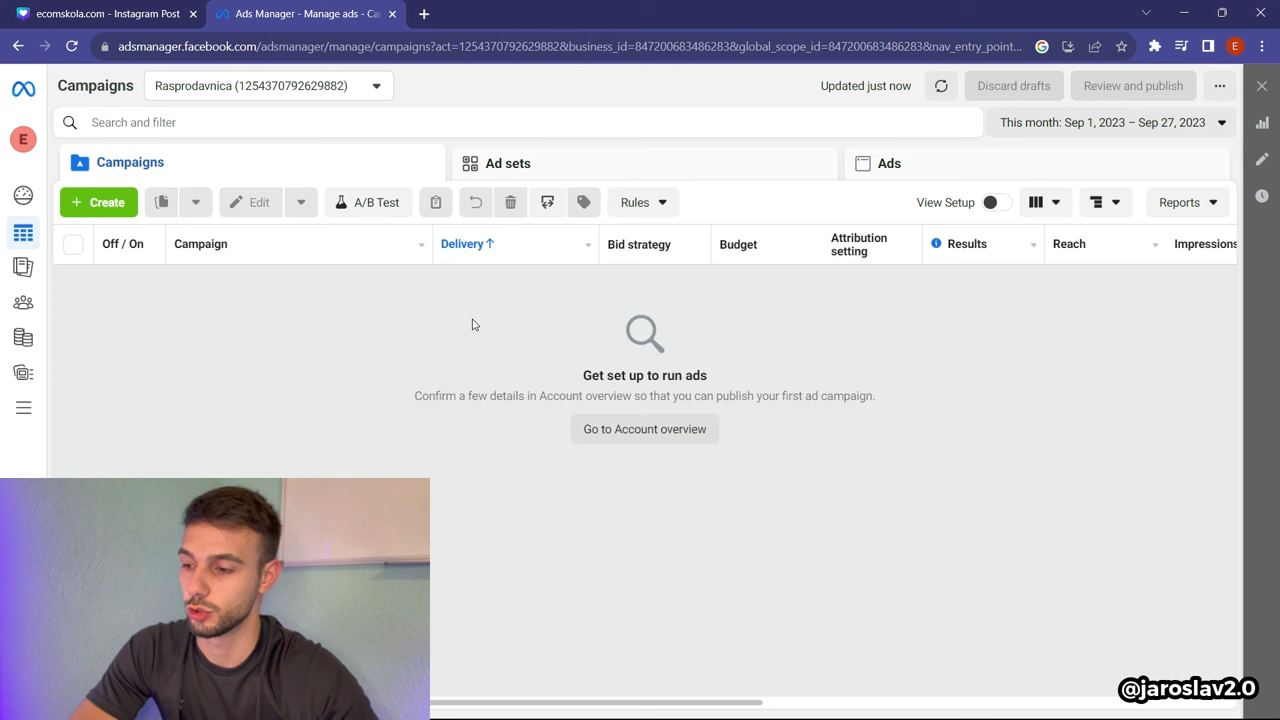 ecomskola.com - Instagram Post
Ads Manager - Manage ads - Ca
adsmanager.facebook.com/adsmanager/manage/campaigns?act=1254370792629882&business_id=847200683486283&global_scope_id=847200683486283&nav_entry_point...
E
Campaigns
Rasprodavnica (1254370792629882)
Updated just now
Discard drafts
Review and publish
E
Search and filter
This month: Sep 1, 2023 – Sep 27, 2023
Campaigns
Ad sets
Ads
+ Create
Edit
A/B Test
Rules
View Setup
Reports
Off / On
Campaign
Delivery ↑
Bid strategy
Budget
Attribution
setting
Results
Reach
Impressions
Get set up to run ads
Confirm a few details in Account overview so that you can publish your first ad campaign.
Go to Account overview
@jaroslav2.0